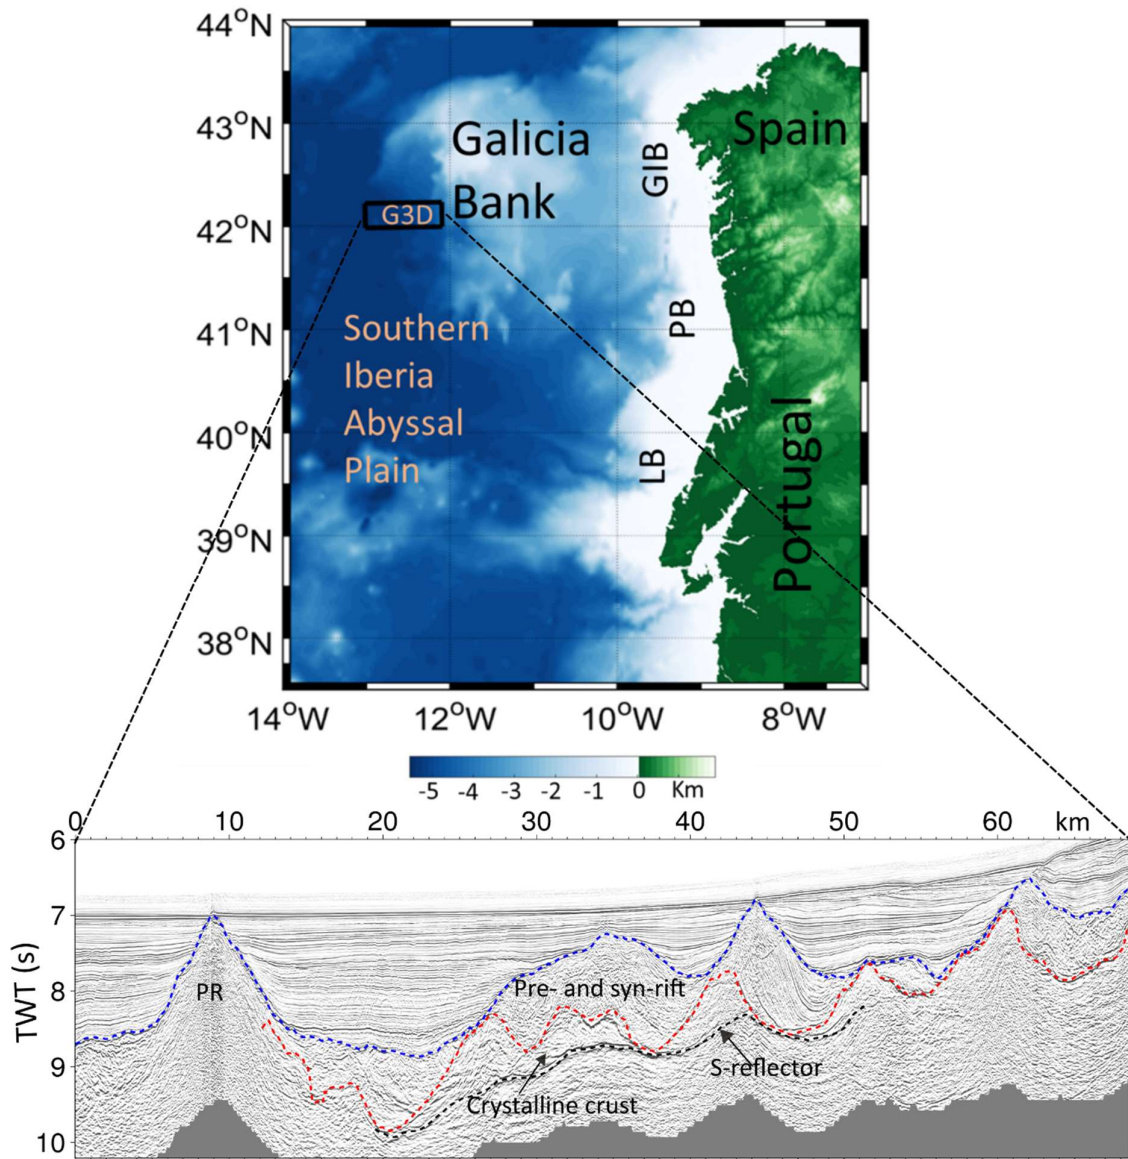 44°N
43°N
42°N
41°N
40°N
39°N
38°N
Galicia
Bank
GIB
Spain
G3D
PB
Southern
Iberia
Abyssal
Plain
LB
Portugal
14°W 12°W 10°W 8°W
-5 -4 -3 -2 -1 0 Km
0 10 20 30 40 50 60 km
6
7
8
9
10
TWT (s)
PR
Pre- and syn-rift
S-reflector
Crystalline crust